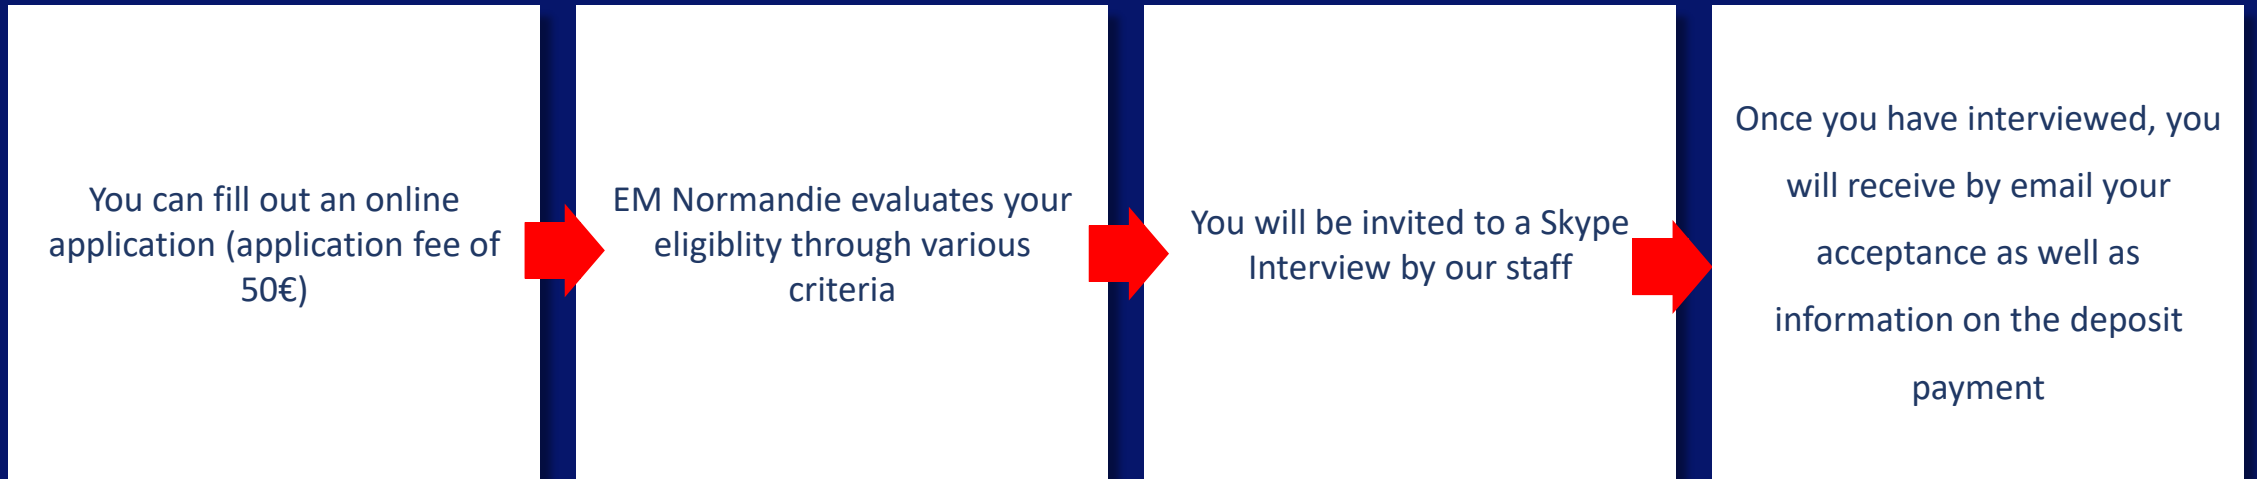 You can fill out an online
application (application fee of
50€)
EM Normandie evaluates your
eligiblity through various
criteria
You will be invited to a Skype
Interview by our staff
Once you have interviewed, you
will receive by email your
acceptance as well as
information on the deposit
payment